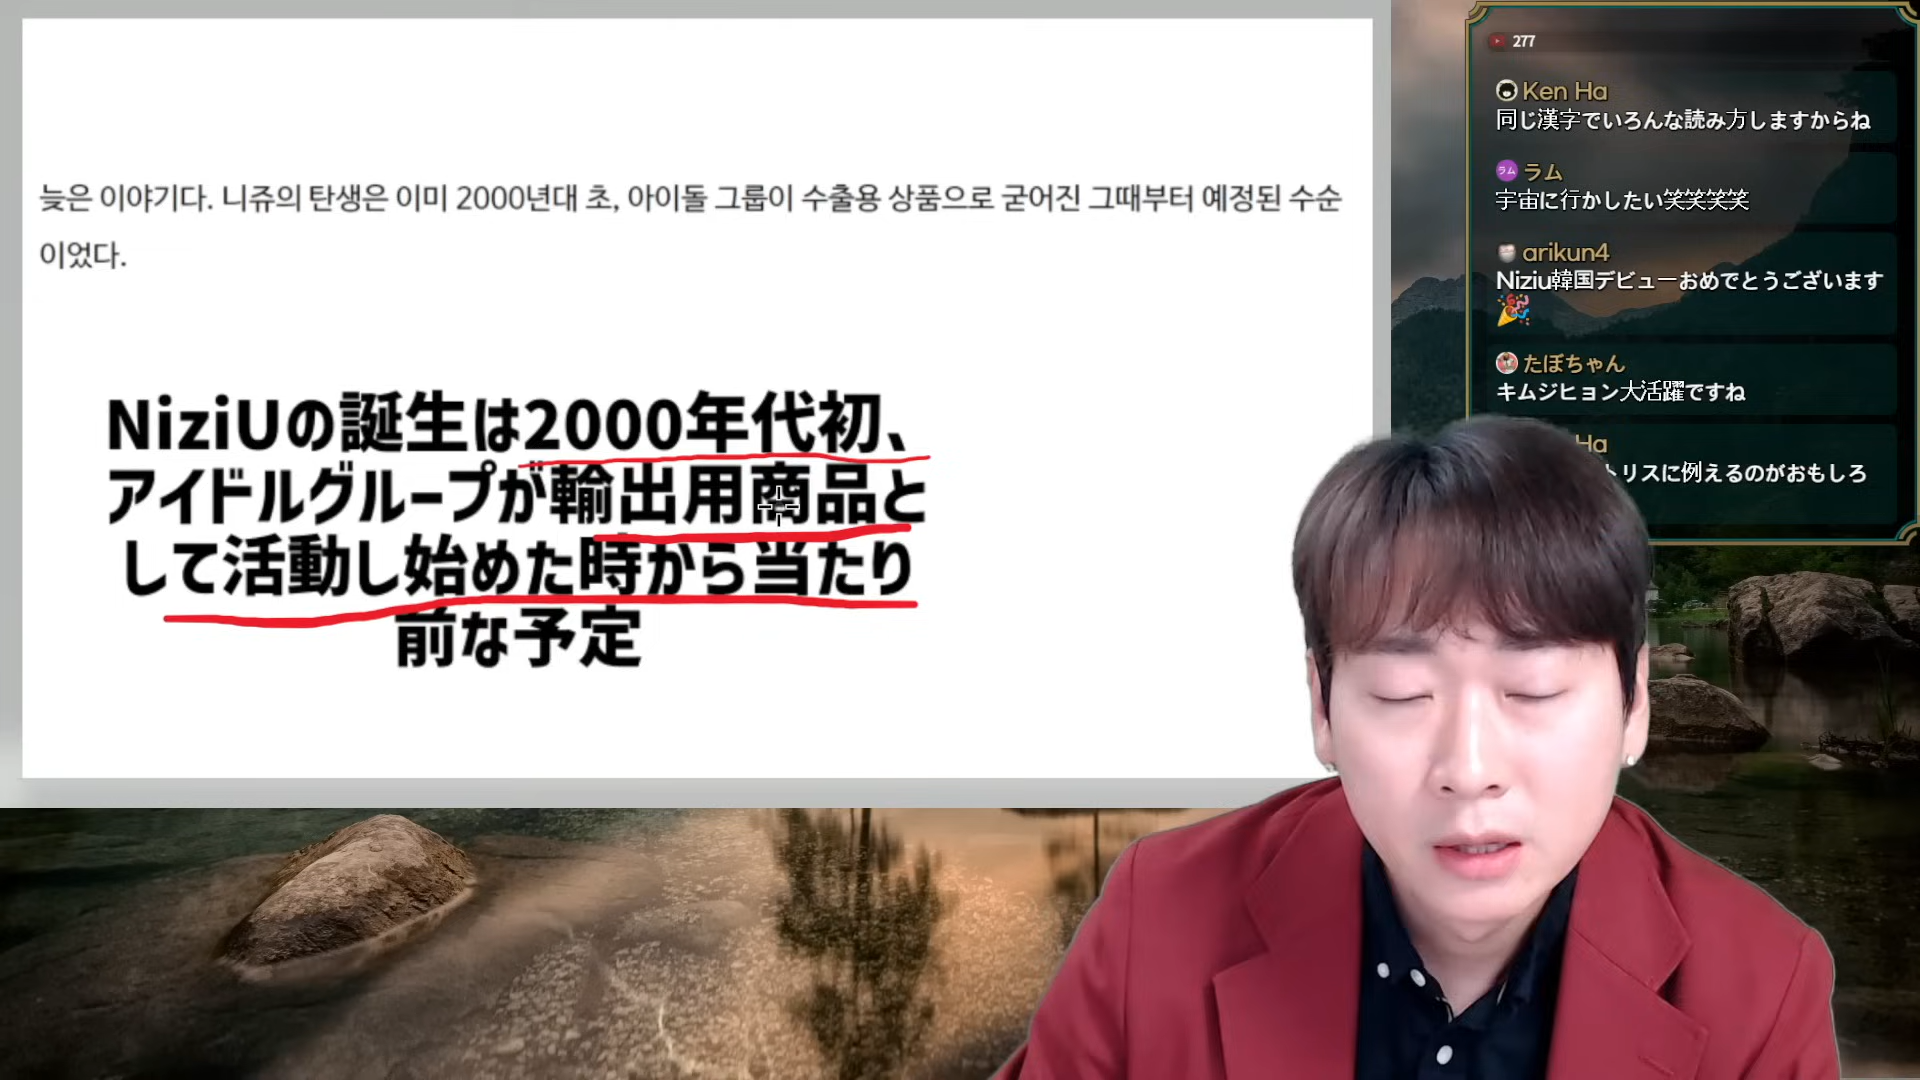 늦은 이야기다. 니쥬의 탄생은 이미 2000년대 초, 아이돌 그룹이 수출용 상품으로 굳어진 그때부터 예정된 수순
이었다.
NiziUの誕生は2000年代初、
アイドルグループが輸出用商品と
して活動し始めた時から当たり
前な予定
277
Ken Ha
同じ漢字でいろんな読み方しますからね
ラム
宇宙に行かしたい笑笑笑笑
arikun4
Niziu韓国デビューおめでとうございます
🎉
たぼちゃん
キムジヒョン大活躍ですね
Ha
トリスに例えるのがおもしろ